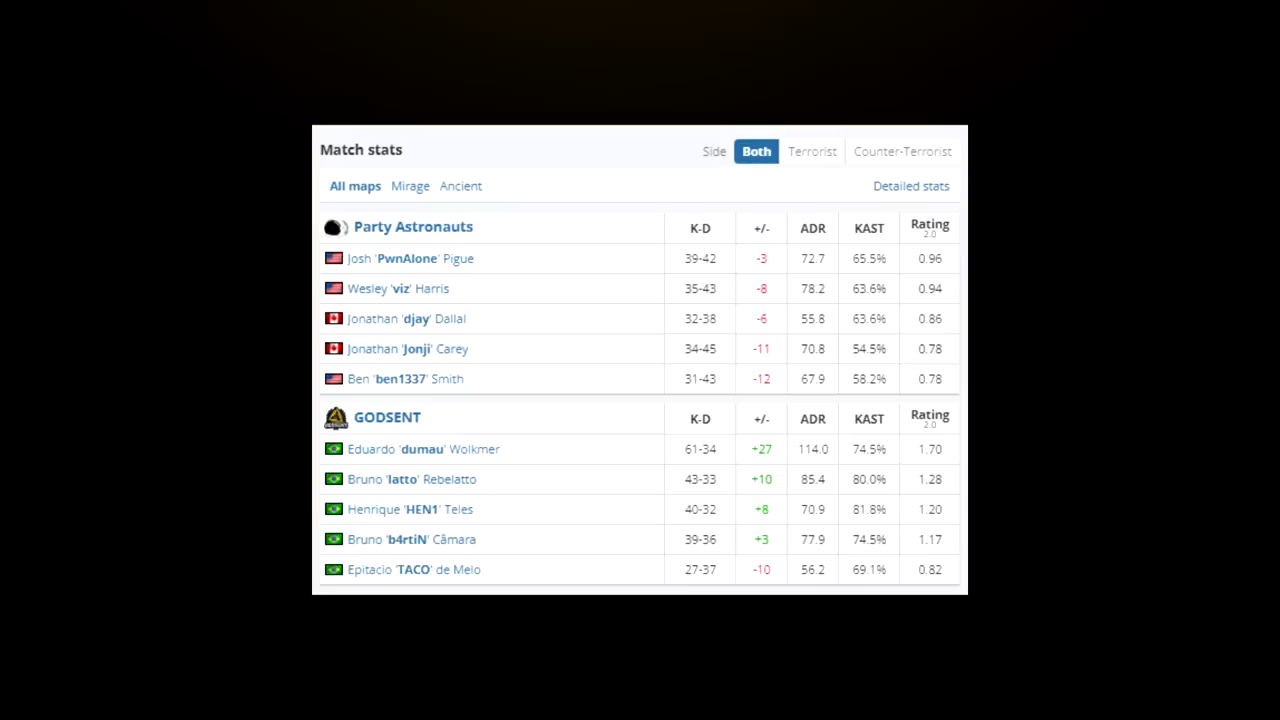 Match stats Side Both Terrorist Counter-Terrorist
All maps Mirage Ancient Detailed stats
Party Astronauts K-D +/- ADR KAST Rating 2.0
Josh 'PwnAlone' Pigue 39-42 -3 72.7 65.5% 0.96
Wesley 'viz' Harris 35-43 -8 78.2 63.6% 0.94
Jonathan 'djay' Dallal 32-38 -6 55.8 63.6% 0.86
Jonathan 'Jonji' Carey 34-45 -11 70.8 54.5% 0.78
Ben 'ben1337' Smith 31-43 -12 67.9 58.2% 0.78
GODSENT K-D +/- ADR KAST Rating 2.0
Eduardo 'dumau' Wolkmer 61-34 +27 114.0 74.5% 1.70
Bruno 'latto' Rebelatto 43-33 +10 85.4 80.0% 1.28
Henrique 'HEN1' Teles 40-32 +8 70.9 81.8% 1.20
Bruno 'b4rtiN' Câmara 39-36 +3 77.9 74.5% 1.17
Epitacio 'TACO' de Melo 27-37 -10 56.2 69.1% 0.82